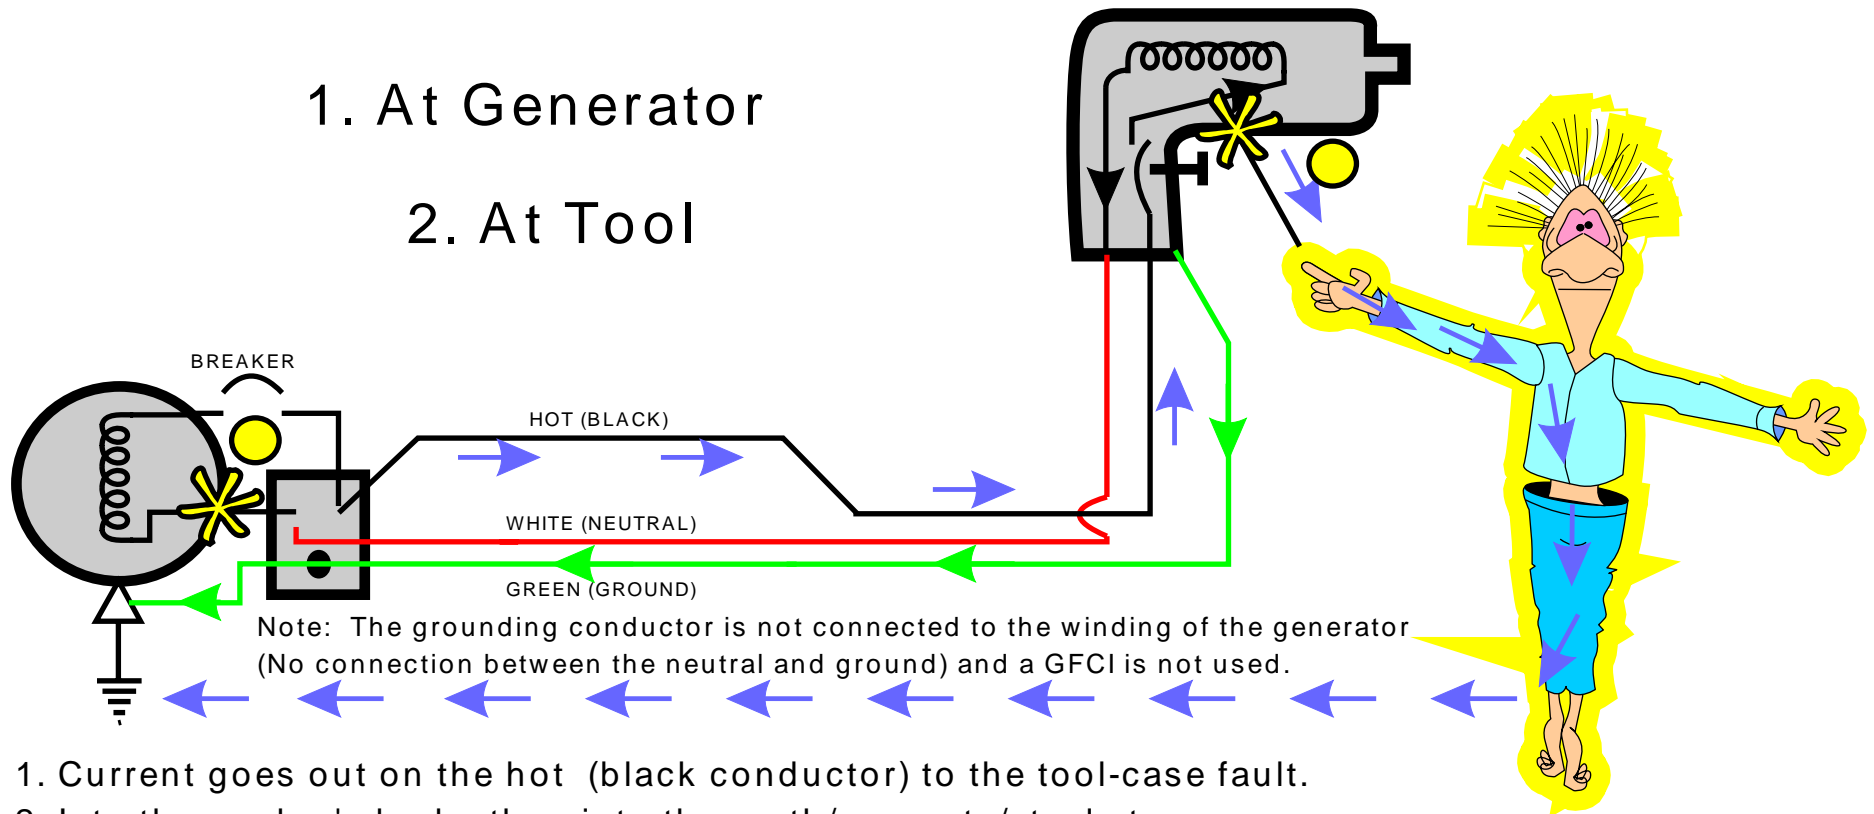 1. At Generator
2. At Tool
BREAKER
HOT (BLACK)
WHITE (NEUTRAL)
GREEN (GROUND)
Note: The grounding conductor is not connected to the winding of the generator
(No connection between the neutral and ground) and a GFCI is not used.
1. Current goes out on the hot (black conductor) to the tool-case fault.